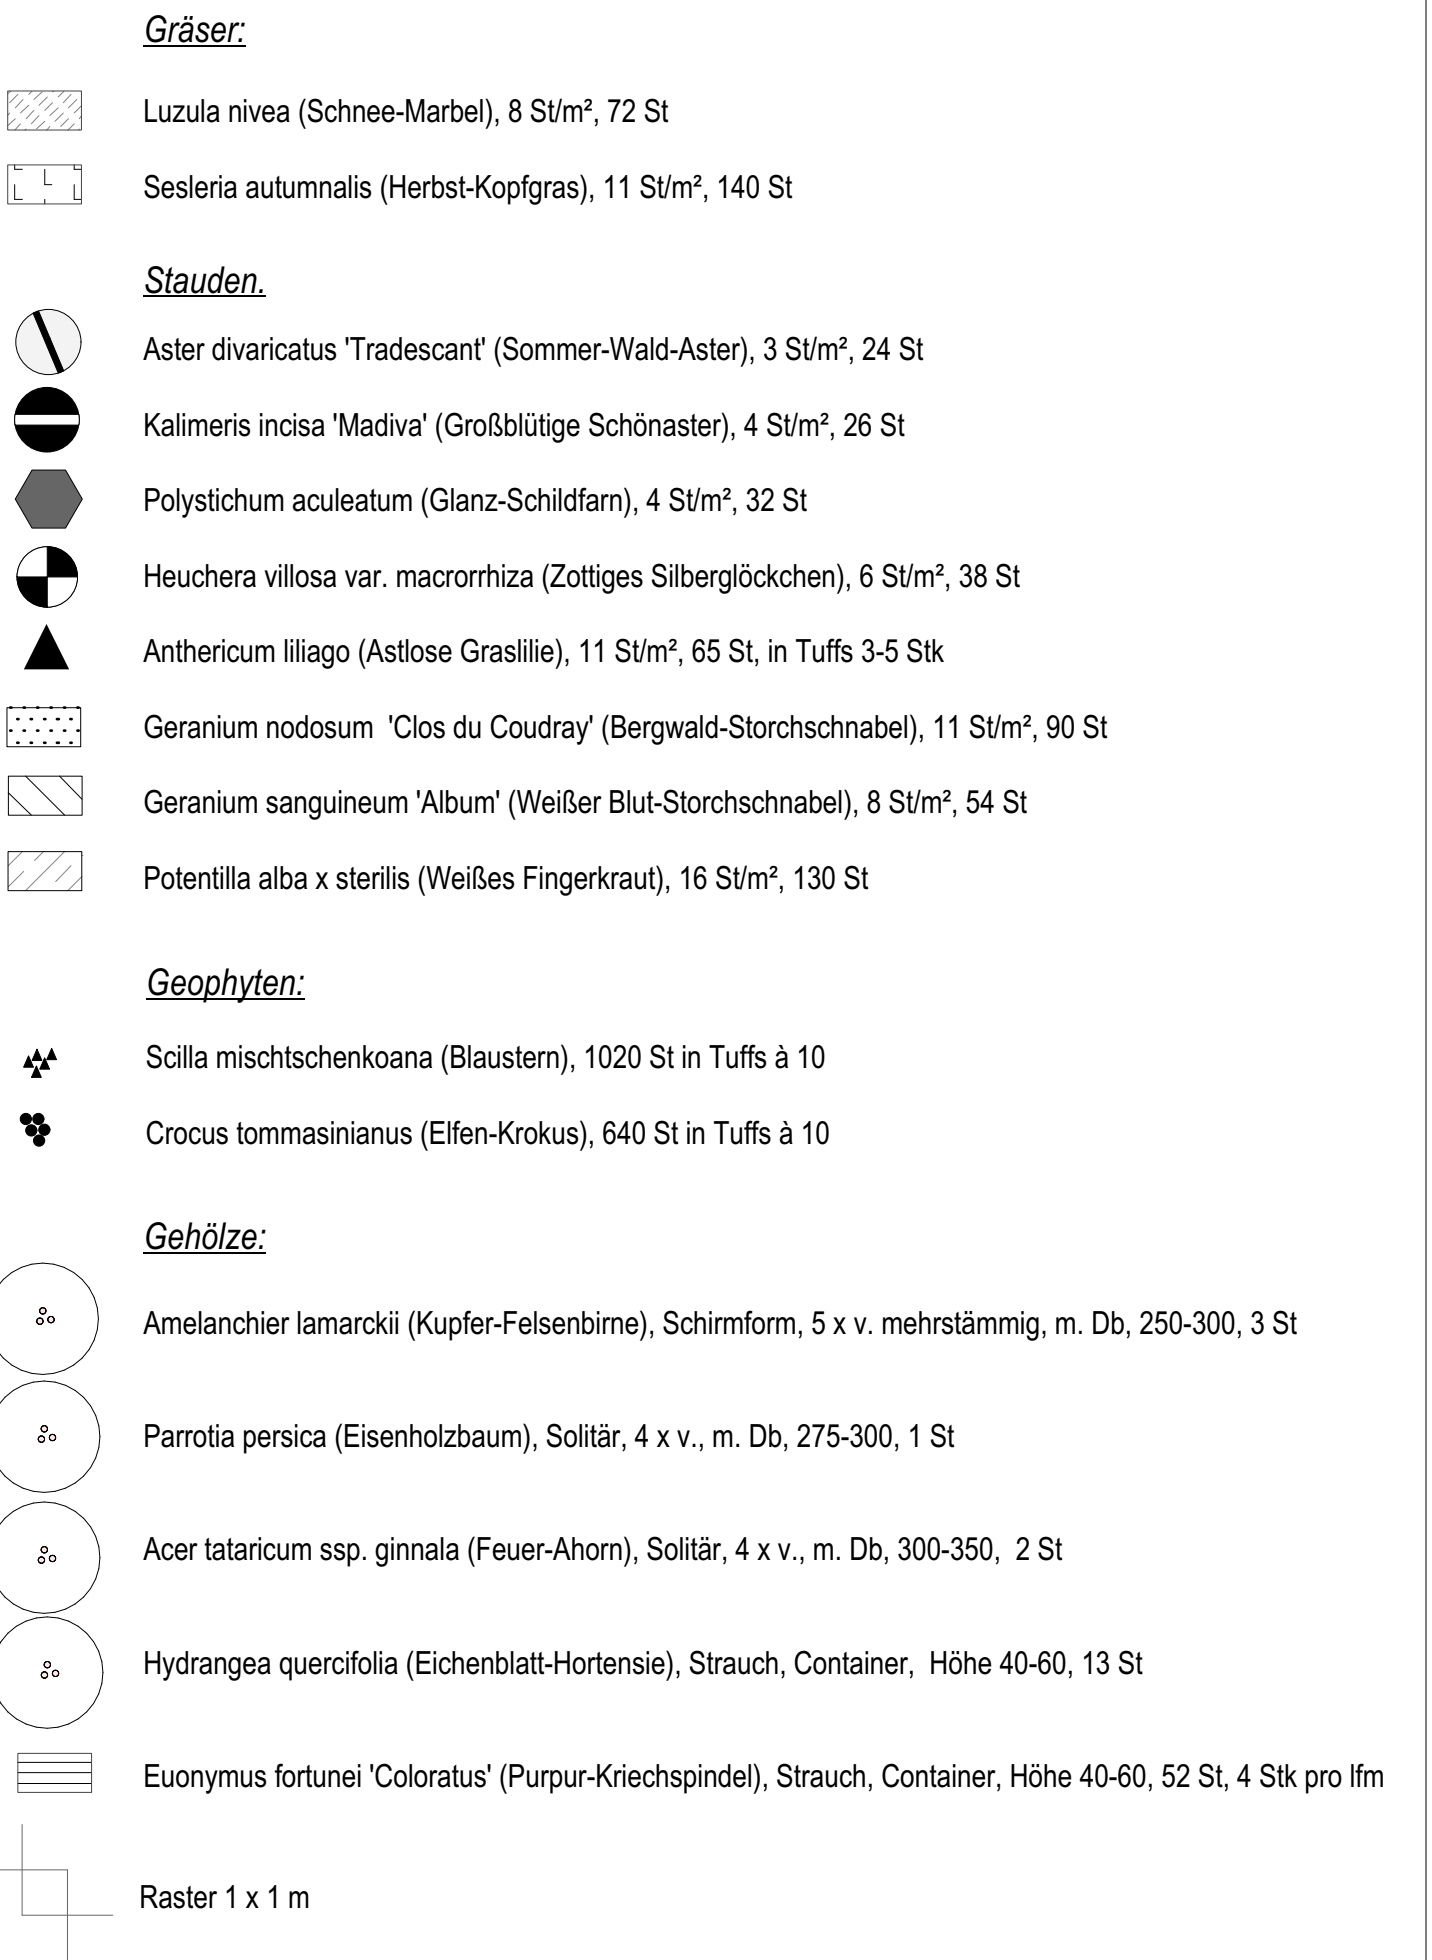 Gräser:
Luzula nivea (Schnee-Marbel), 8 St/m², 72 St
Sesleria autumnalis (Herbst-Kopfgras), 11 St/m², 140 St
Stauden.
Aster divaricatus 'Tradescant' (Sommer-Wald-Aster), 3 St/m², 24 St
Kalimeris incisa 'Madiva' (Großblütige Schönaster), 4 St/m², 26 St
Polystichum aculeatum (Glanz-Schildfarn), 4 St/m², 32 St
Heuchera villosa var. macrorrhiza (Zottiges Silberglöckchen), 6 St/m², 38 St
Anthericum liliago (Astlose Graslilie), 11 St/m², 65 St, in Tuffs 3-5 Stk
Geranium nodosum  'Clos du Coudray' (Bergwald-Storchschnabel), 11 St/m², 90 St
Geranium sanguineum 'Album' (Weißer Blut-Storchschnabel), 8 St/m², 54 St
Potentilla alba x sterilis (Weißes Fingerkraut), 16 St/m², 130 St
Geophyten:
Scilla mischtschenkoana (Blaustern), 1020 St in Tuffs à 10
Crocus tommasinianus (Elfen-Krokus), 640 St in Tuffs à 10
Gehölze:
Amelanchier lamarckii (Kupfer-Felsenbirne), Schirmform, 5 x v. mehrstämmig, m. Db, 250-300, 3 St
Parrotia persica (Eisenholzbaum), Solitär, 4 x v., m. Db, 275-300, 1 St
Acer tataricum ssp. ginnala (Feuer-Ahorn), Solitär, 4 x v., m. Db, 300-350,  2 St
Hydrangea quercifolia (Eichenblatt-Hortensie), Strauch, Container,  Höhe 40-60, 13 St
Euonymus fortunei 'Coloratus' (Purpur-Kriechspindel), Strauch, Container, Höhe 40-60, 52 St, 4 Stk pro lfm
Raster 1 x 1 m